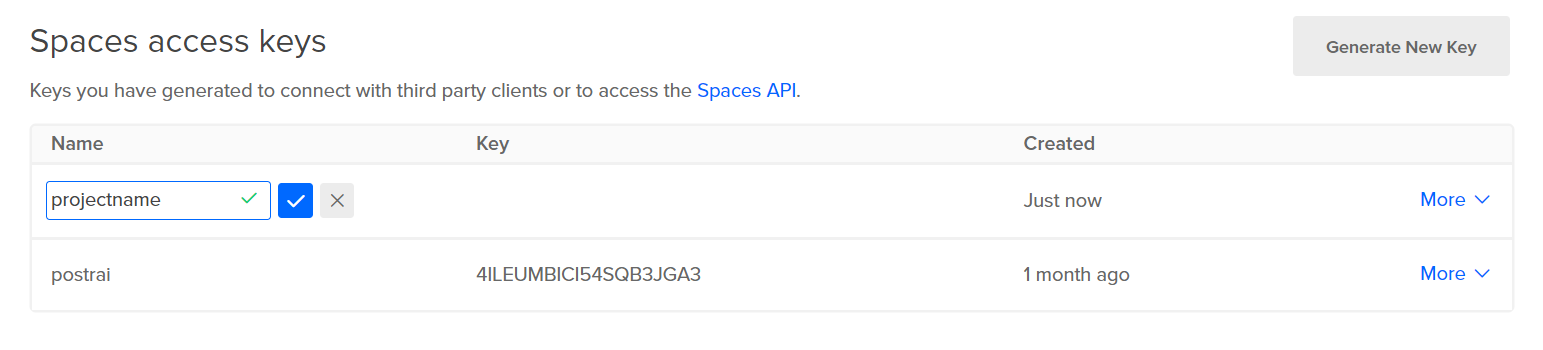 Spaces access keys
Generate New Key
Keys you have generated to connect with third party clients or to access the Spaces API.
Name Key Created
projectname Just now More
postrai 4ILEUMBICI54SQB3JGA3 1 month ago More